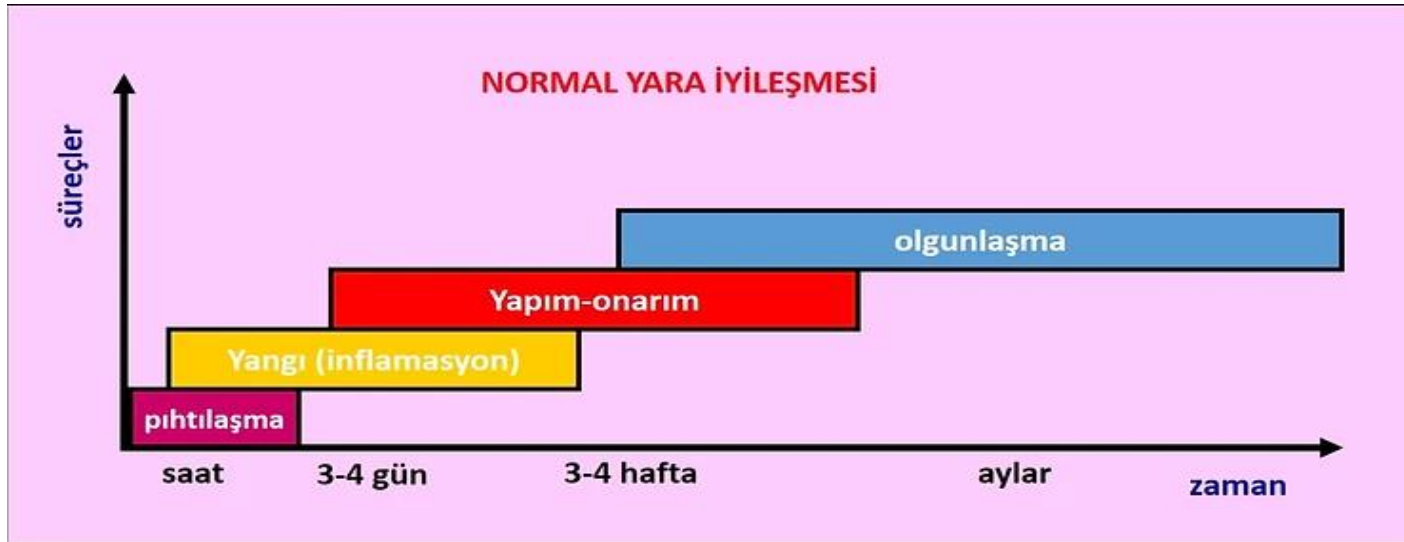 NORMAL YARA İYİLEŞMESİ
süreçler
olgunlaşma
Yapım-onarım
Yangı (inflamasyon)
pıhtılaşma
saat 3-4 gün 3-4 hafta aylar zaman